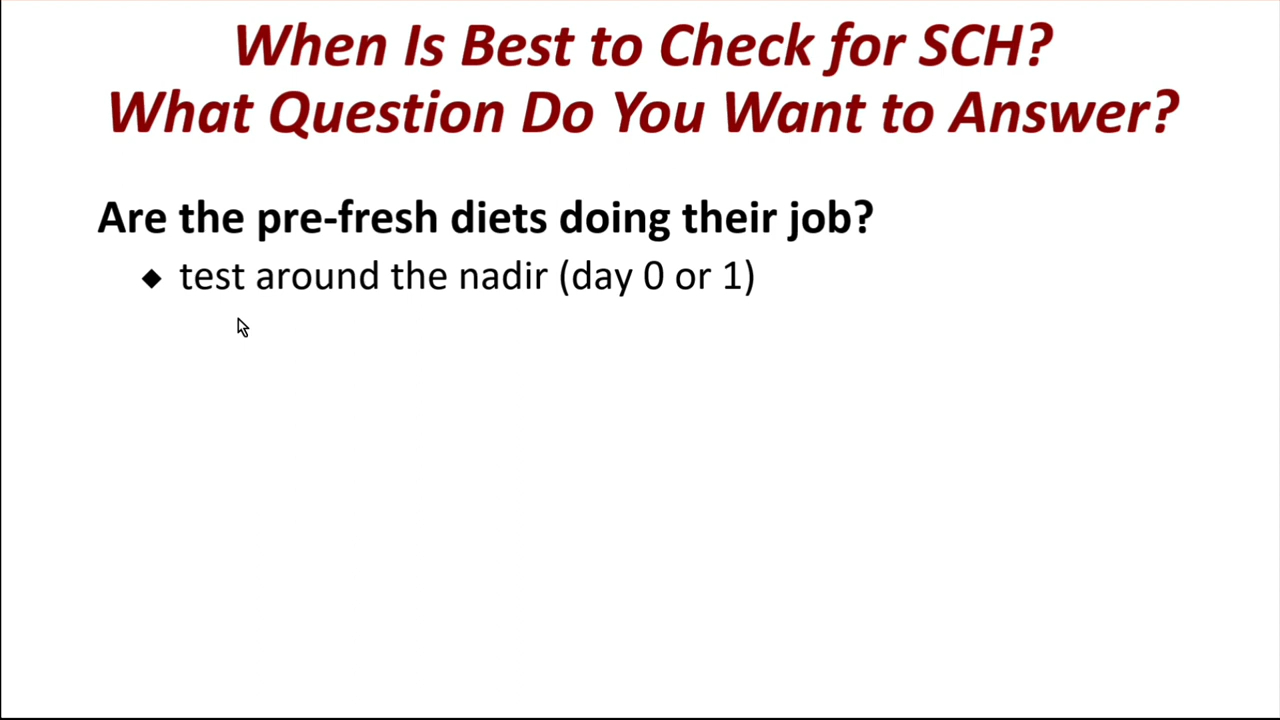 When Is Best to Check for SCH?
What Question Do You Want to Answer?
Are the pre-fresh diets doing their job?
◆ test around the nadir (day 0 or 1)